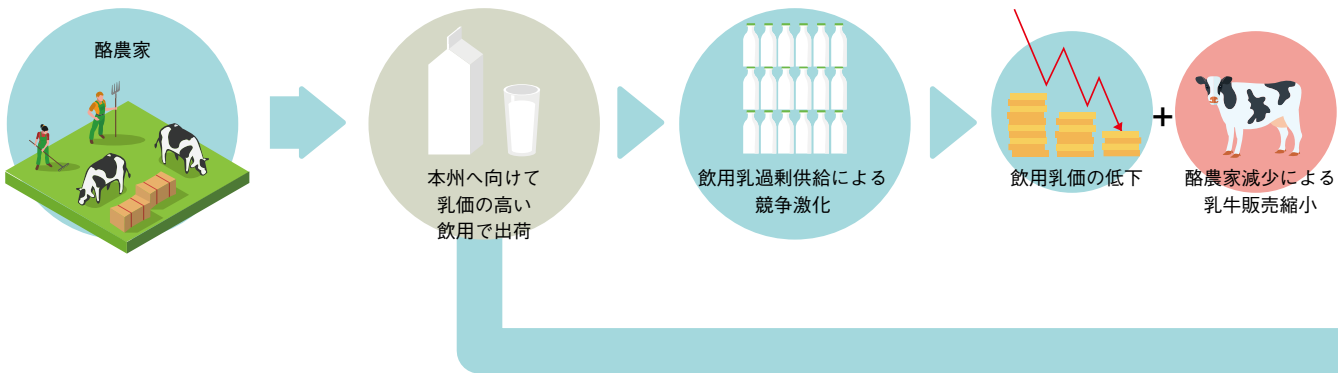 酪農家
本州へ向けて
乳価の高い
飲用で出荷
飲用乳過剰供給による
競争激化
飲用乳価の低下
+
酪農家減少による
乳牛販売縮小